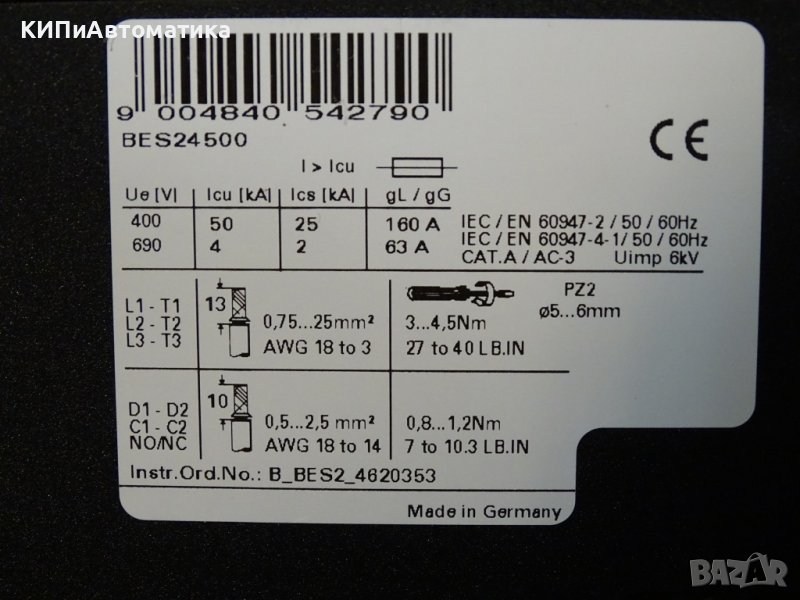 КИПиАвтоматика
9 004840 542790
BES24500
CE
I > Icu
Ue [V] Icu [kA] Ics [kA] gL / gG
400 50 25 160 A IEC / EN 60947-2 / 50 / 60Hz
690 4 2 63 A IEC / EN 60947-4-1/ 50 / 60Hz
CAT.A / AC-3 Uimp 6kV
L1 - T1
L2 - T2
L3 - T3
13
0,75...25mm²
AWG 18 to 3
3...4,5Nm
27 to 40 LB.IN
PZ2
ø5...6mm
D1 - D2
C1 - C2
NO/NC
10
0,5...2,5 mm²
AWG 18 to 14
0,8...1,2Nm
7 to 10.3 LB.IN
Instr.Ord.No.: B_BES2_4620353
Made in Germany
BAZAR